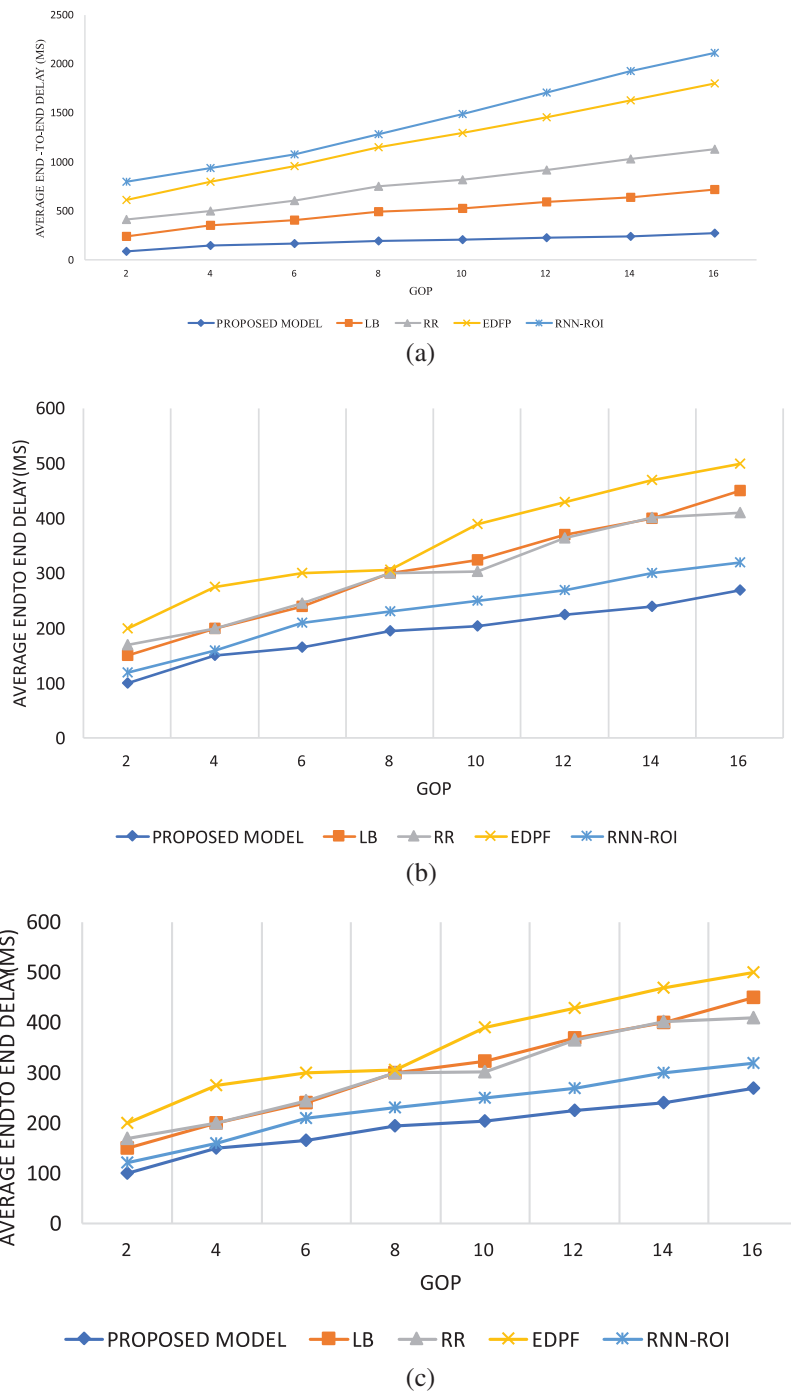 2500
2000
1500
1000
500
0
AVERAGE END-TO-END DELAY (MS)
2 4 6 8 10 12 14 16
GOP
PROPOSED MODEL LB RR EDFP RNN-ROI
(a)
600
500
400
300
200
100
0
AVERAGE ENDTO END DELAY(MS)
2 4 6 8 10 12 14 16
GOP
PROPOSED MODEL LB RR EDPF RNN-ROI
(b)
600
500
400
300
200
100
0
AVERAGE ENDTO END DELAY(MS)
2 4 6 8 10 12 14 16
GOP
PROPOSED MODEL LB RR EDPF RNN-ROI
(c)